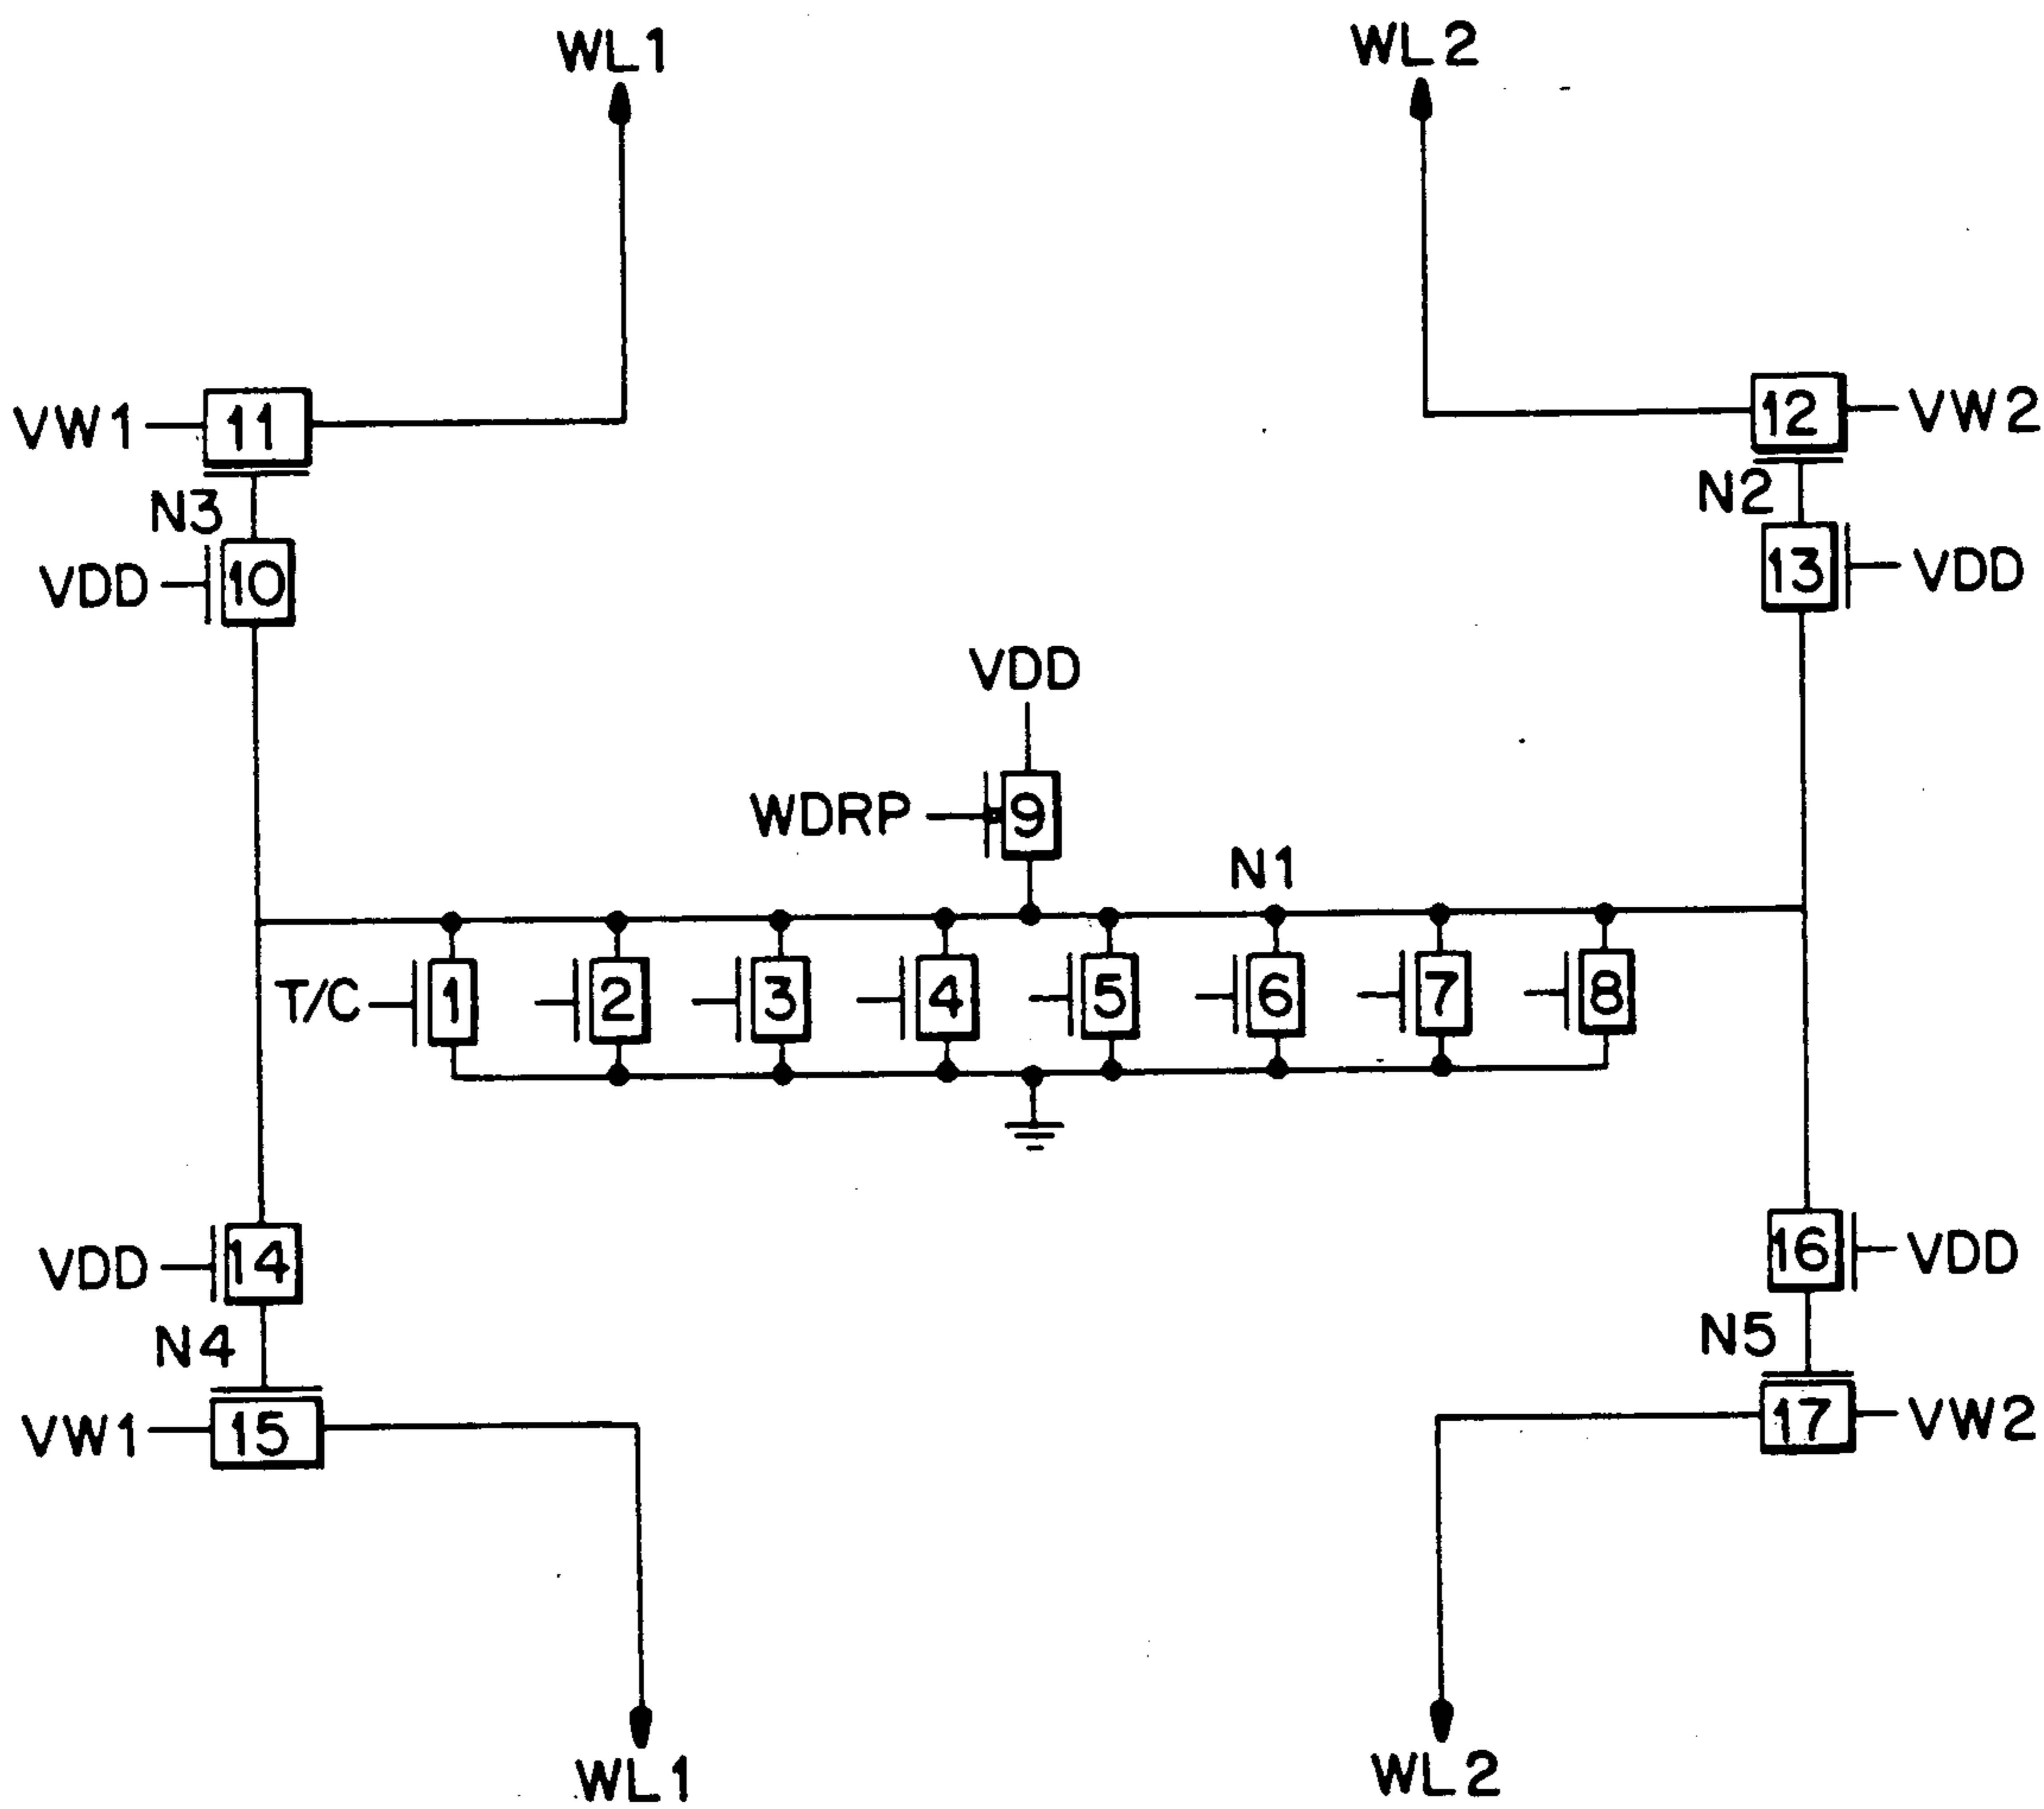 WL1 WL2
VW1 11 12 VW2
N3 N2
VDD 10 13 VDD
VDD
WDRP 9
N1
T/C 1 2 3 4 5 6 7 8
VDD 14 16 VDD
N4 N5
VW1 15 17 VW2
WL1 WL2